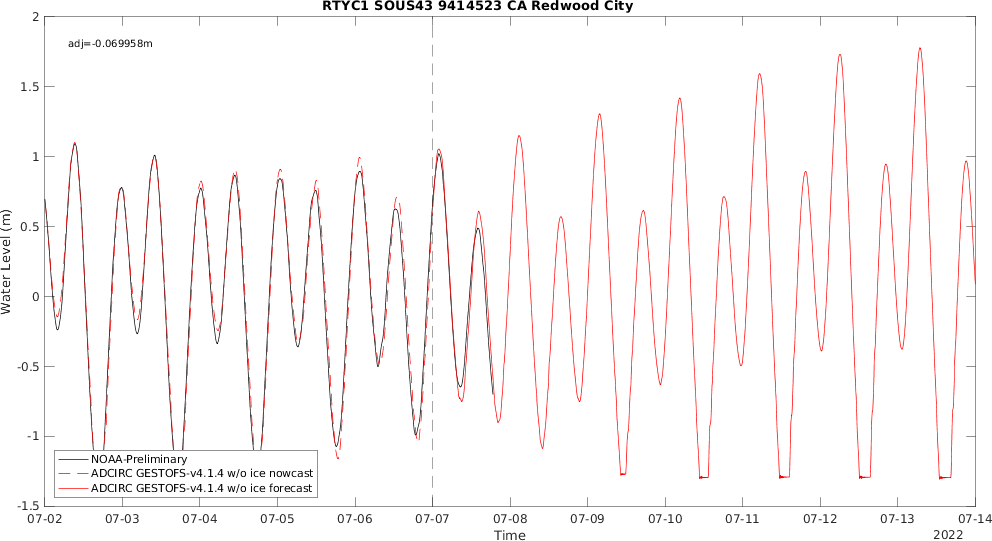 RTYC1 SOUS43 9414523 CA Redwood City
adj=-0.069958m
Water Level (m)
2
1.5
1
0.5
0
-0.5
-1
-1.5
NOAA-Preliminary
ADCIRC GESTOFS-v4.1.4 w/o ice nowcast
ADCIRC GESTOFS-v4.1.4 w/o ice forecast
07-02 07-03 07-04 07-05 07-06 07-07 07-08 07-09 07-10 07-11 07-12 07-13 07-14
Time
2022